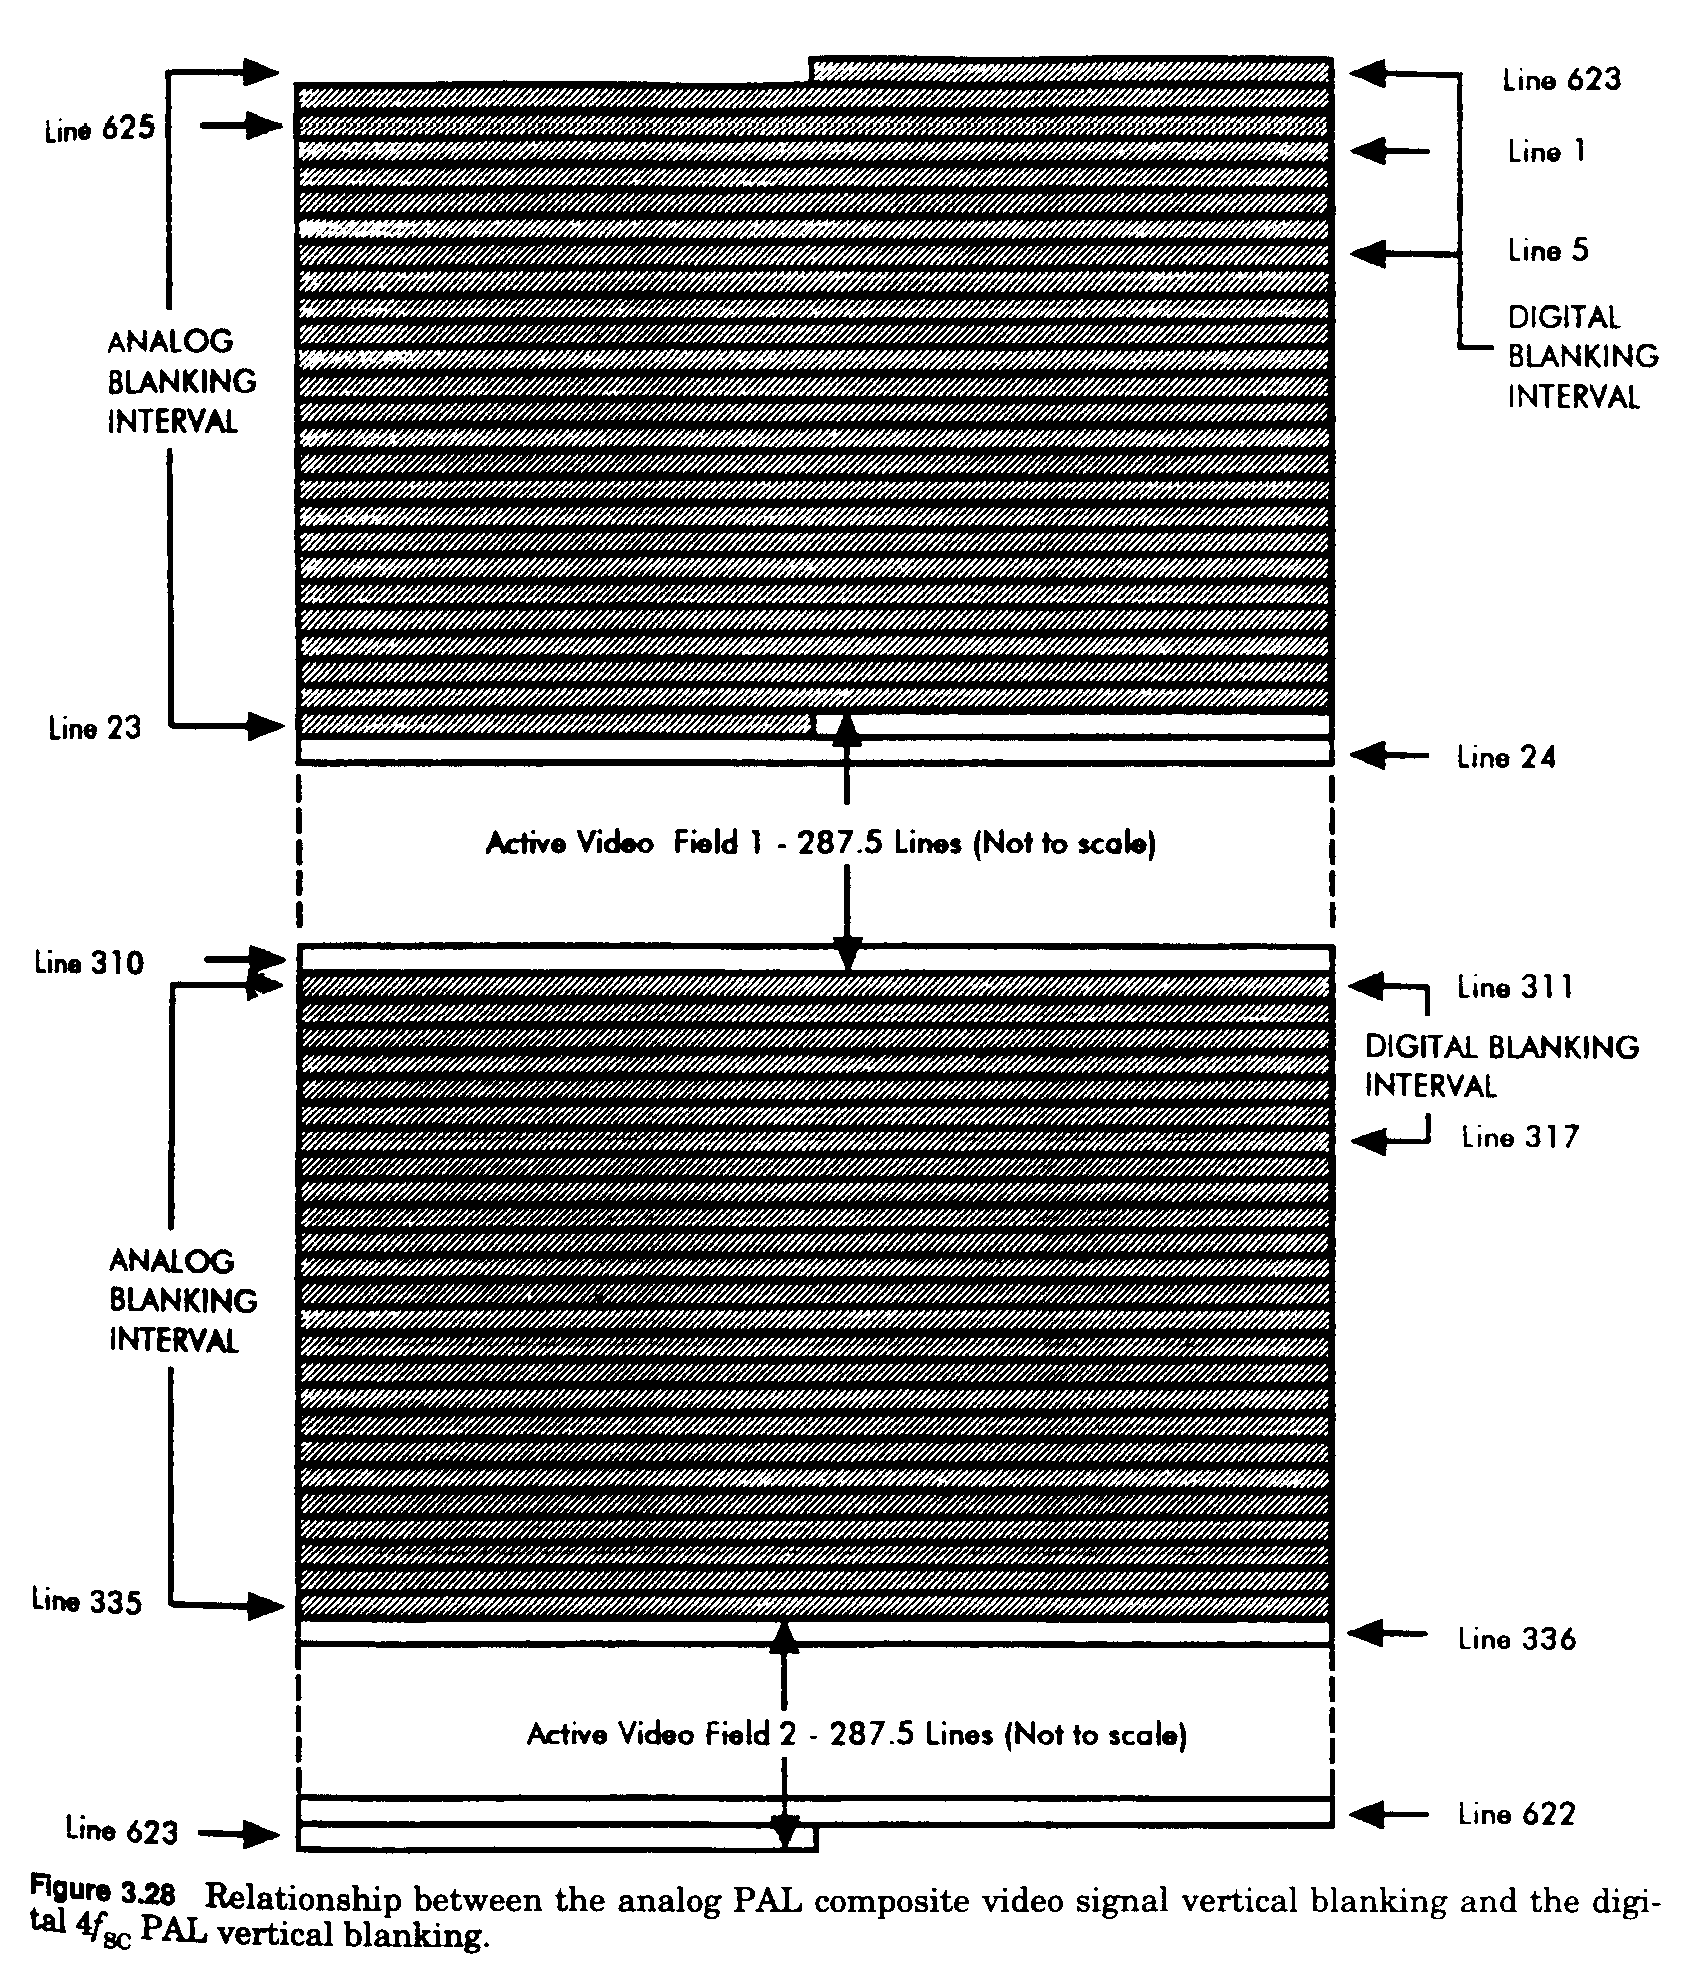 Line 623
Line 625
Line 1
Line 5
ANALOG
BLANKING
INTERVAL
DIGITAL
BLANKING
INTERVAL
Line 23
Line 24
Active Video Field 1 - 287.5 Lines (Not to scale)
Line 310
Line 311
DIGITAL BLANKING
INTERVAL
Line 317
ANALOG
BLANKING
INTERVAL
Line 335
Line 336
Active Video Field 2 - 287.5 Lines (Not to scale)
Line 622
Line 623
Figure 3.28 Relationship between the analog PAL composite video signal vertical blanking and the digi-
tal 4fSC PAL vertical blanking.